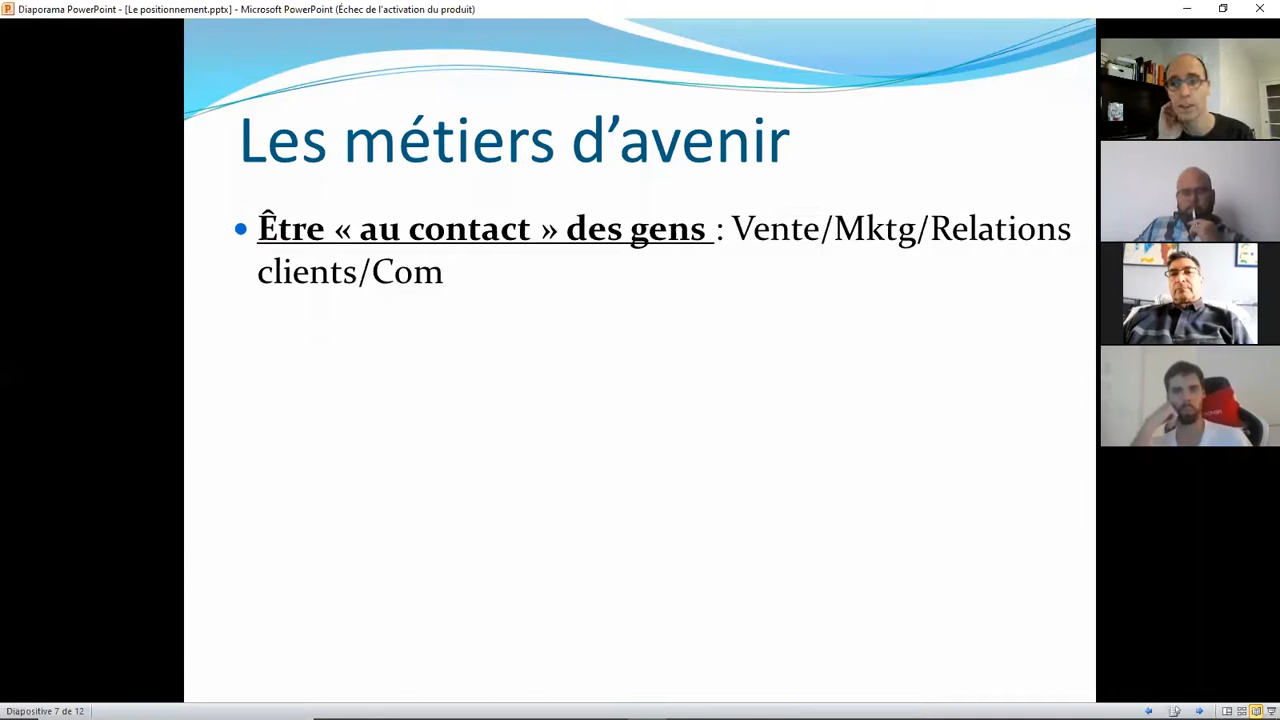 Diaporama PowerPoint - [Le positionnement.pptx] - Microsoft PowerPoint (Échec de l'activation du produit)
Les métiers d’avenir
• Être « au contact » des gens : Vente/Mktg/Relations
clients/Com
Diapositive 7 de 12